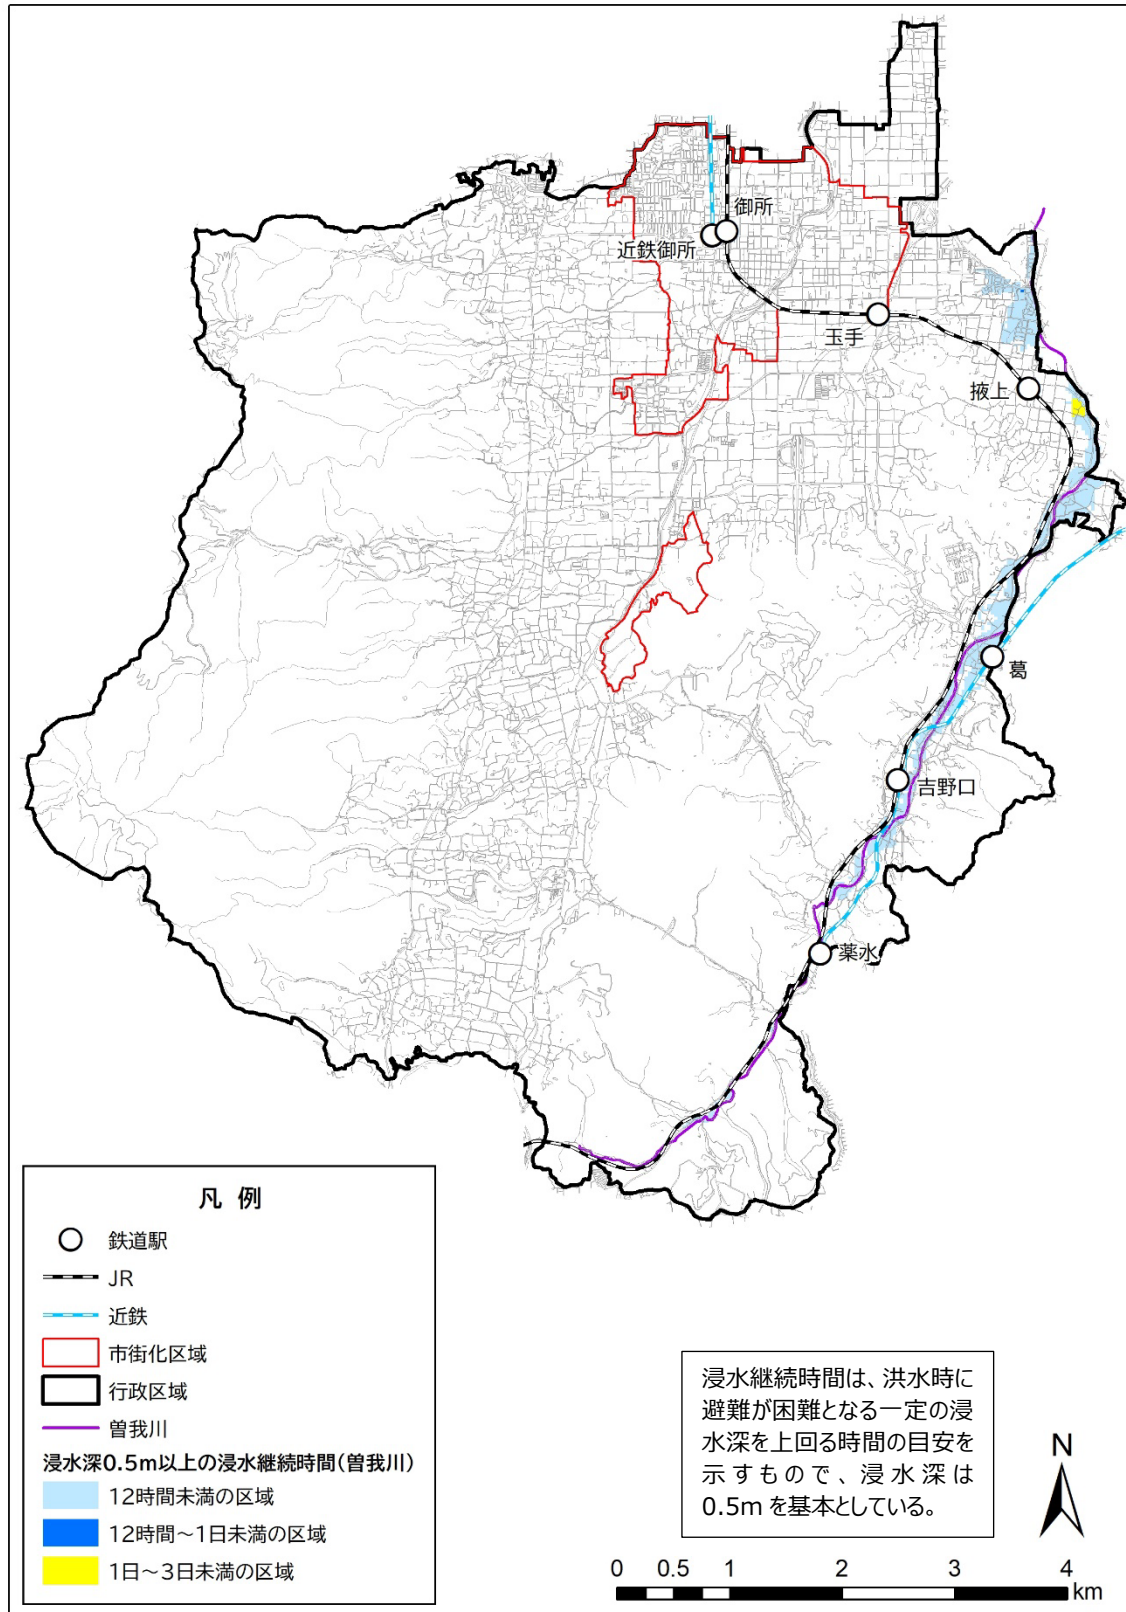 御所
近鉄御所
玉手
掖上
葛
吉野口
薬水
凡 例
鉄道駅
JR
近鉄
市街化区域
行政区域
曽我川
浸水深0.5m以上の浸水継続時間(曽我川)
12時間未満の区域
12時間～1日未満の区域
1日～3日未満の区域
浸水継続時間は、洪水時に
避難が困難となる一定の浸
水深を上回る時間の目安を
示すもので、浸水深は
0.5m を基本としている。
N
0 0.5 1 2 3 4
km